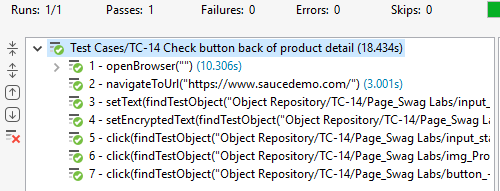 Runs: 1/1 Passes: 1 Failures: 0 Errors: 0 Skips: 0
Test Cases/TC-14 Check button back of product detail (18.434s)
1 - openBrowser("") (10.306s)
2 - navigateToUrl("https://www.saucedemo.com/") (3.001s)
3 - setText(findTestObject("Object Repository/TC-14/Page_Swag Labs/input_
4 - setEncryptedText(findTestObject("Object Repository/TC-14/Page_Swag La
5 - click(findTestObject("Object Repository/TC-14/Page_Swag Labs/input_sta
6 - click(findTestObject("Object Repository/TC-14/Page_Swag Labs/img_Pro
7 - click(findTestObject("Object Repository/TC-14/Page_Swag Labs/button_-